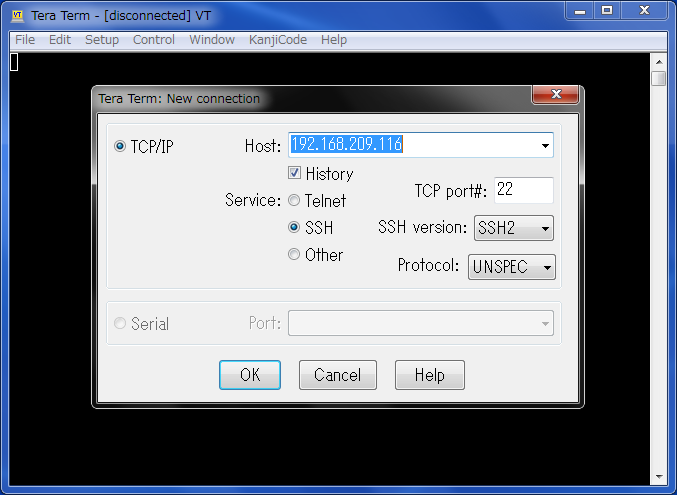 VT Tera Term - [disconnected] VT
File Edit Setup Control Window KanjiCode Help
Tera Term: New connection
TCP/IP Host: 192.168.209.116
History
Service: Telnet TCP port#: 22
SSH SSH version: SSH2
Other Protocol: UNSPEC
Serial Port:
OK Cancel Help